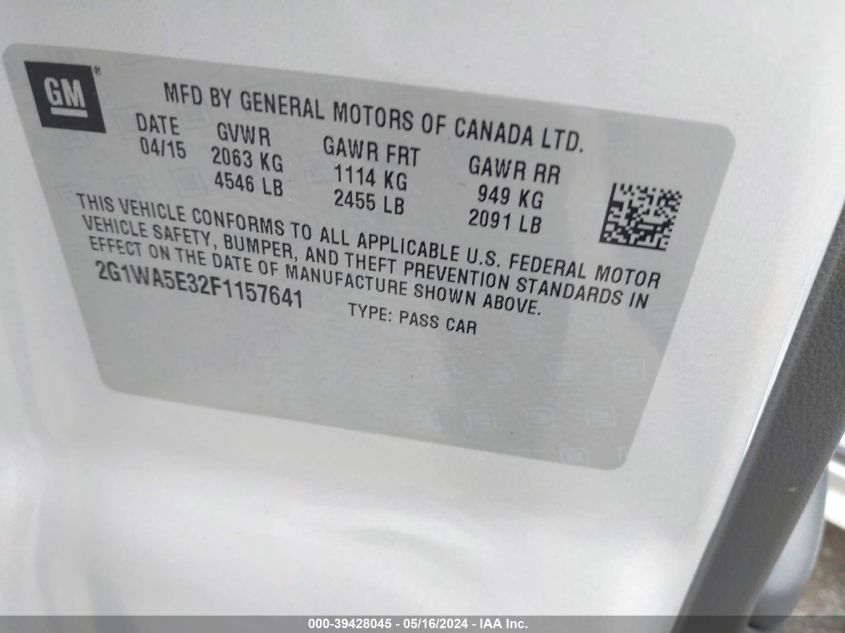 GM®
MFD BY GENERAL MOTORS OF CANADA LTD.
DATE GVWR GAWR FRT GAWR RR
04/15 2063 KG 1114 KG 949 KG
4546 LB 2455 LB 2091 LB
THIS VEHICLE CONFORMS TO ALL APPLICABLE U.S. FEDERAL MOTOR
VEHICLE SAFETY, BUMPER, AND THEFT PREVENTION STANDARDS IN
EFFECT ON THE DATE OF MANUFACTURE SHOWN ABOVE.
2G1WA5E32F1157641 TYPE: PASS CAR
000-39428045 - 05/16/2024 - IAA Inc.